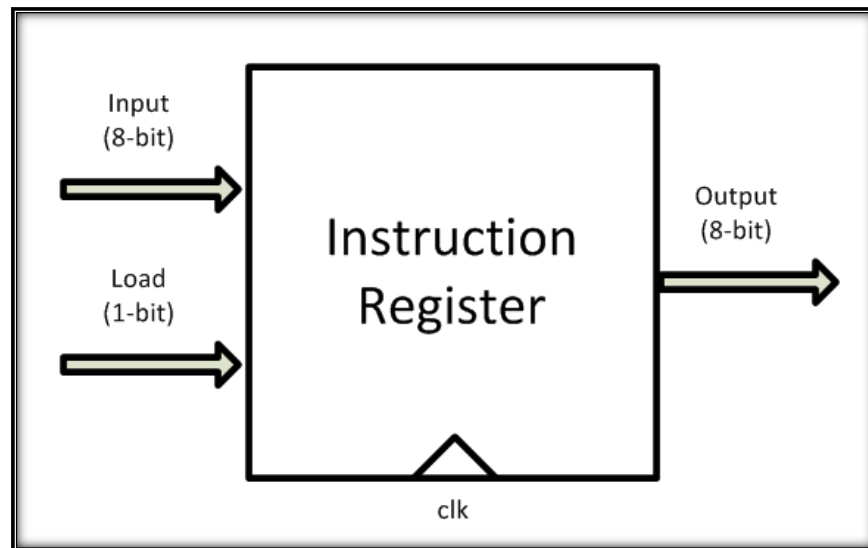 Input
(8-bit)
Load
(1-bit)
Instruction
Register
Output
(8-bit)
clk